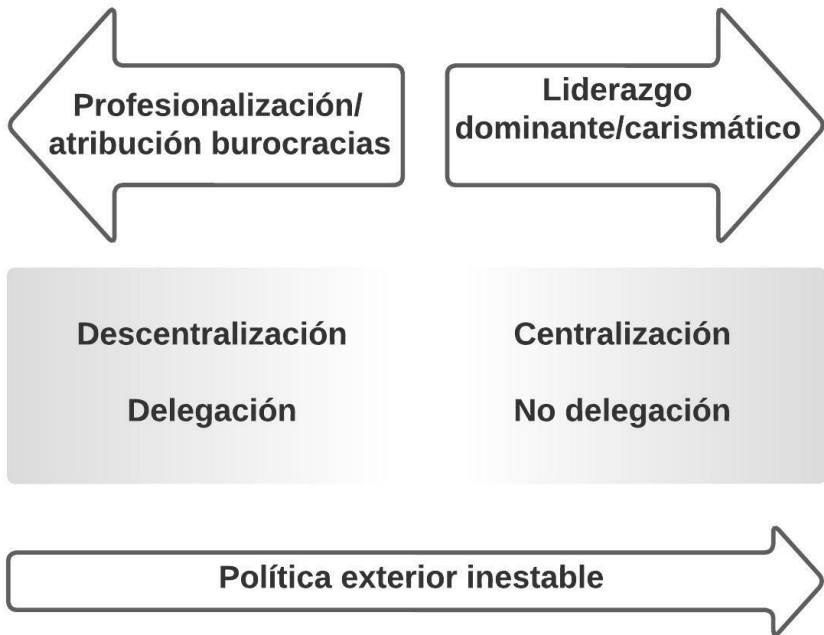 Profesionalización/
atribución burocracias
Liderazgo
dominante/carismático
Descentralización
Centralización
Delegación
No delegación
Política exterior inestable